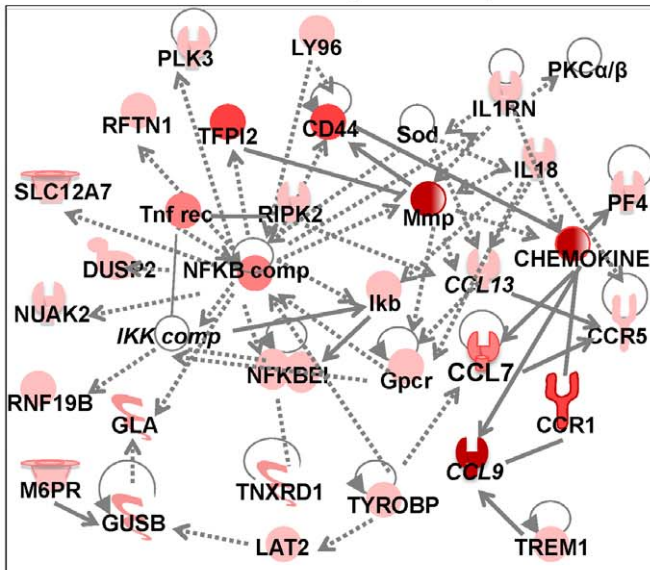 LY96
PLK3
PKCα/β
IL1RN
RFTN1
TFPI2
CD44
Sod
IL18
SLC12A7
Tnf rec
RIPK2
Mmp
PF4
CHEMOKINE
DUSP2
NFKB comp
CCL13
NUAK2
IKK comp
Ikb
CCR5
NFKBEI
Gpcr
CCL7
RNF19B
GLA
CCR1
M6PR
GUSB
TNXRD1
TYROBP
CCL9
LAT2
TREM1